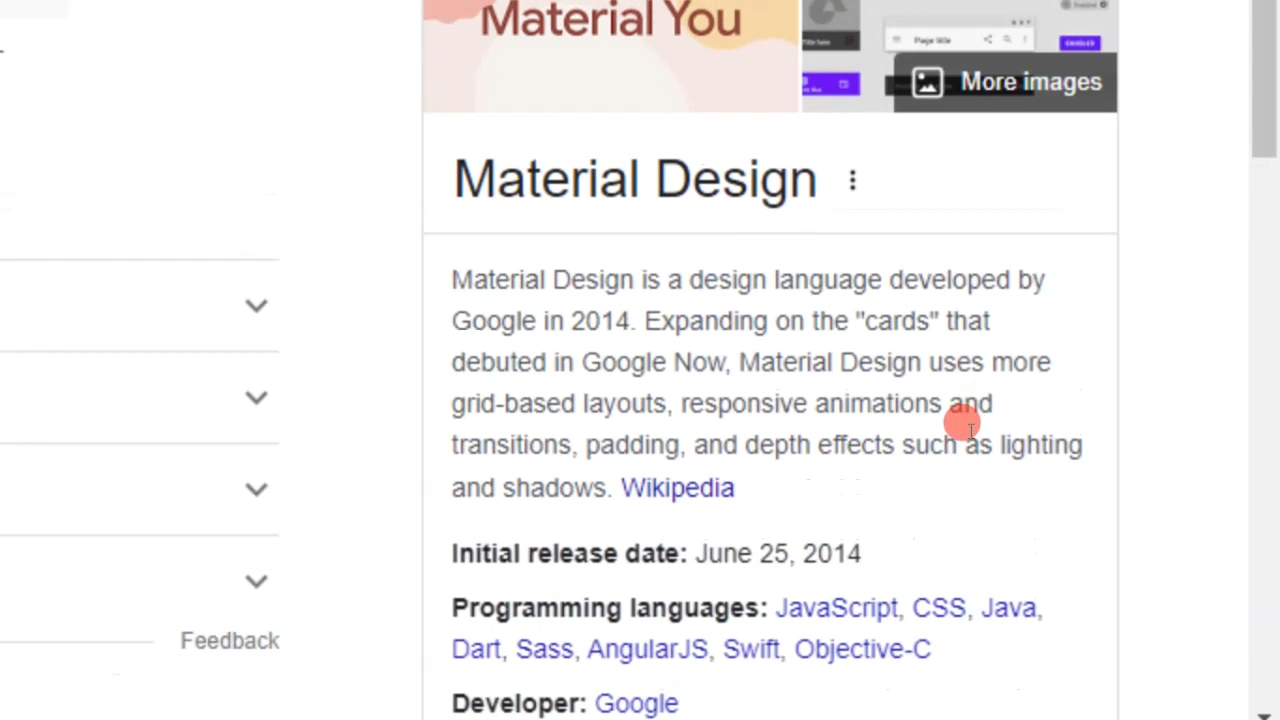 Material You
Page title
More images
Material Design
Material Design is a design language developed by
Google in 2014. Expanding on the "cards" that
debuted in Google Now, Material Design uses more
grid-based layouts, responsive animations and
transitions, padding, and depth effects such as lighting
and shadows. Wikipedia
Initial release date: June 25, 2014
Programming languages: JavaScript, CSS, Java,
Dart, Sass, AngularJS, Swift, Objective-C
Feedback
Developer: Google